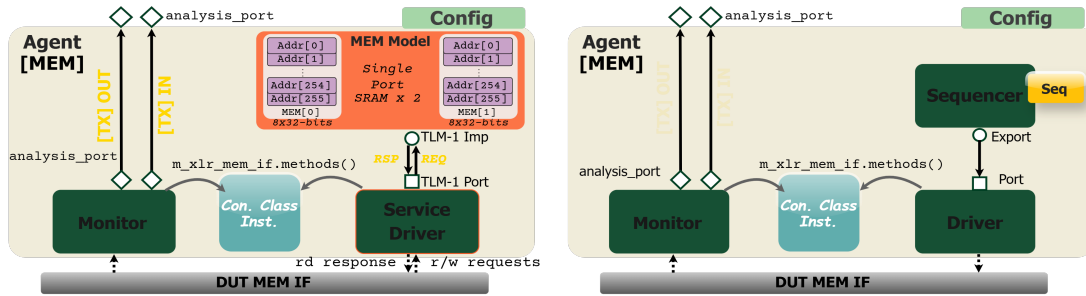 analysis_port
Config
Agent
[MEM]
[TX] OUT
[TX] IN
MEM Model
Addr[0]
Addr[1]
Addr[254]
Addr[255]
MEM[0]
8x32-bits
Single
Port
SRAM x 2
Addr[0]
Addr[1]
Addr[254]
Addr[255]
MEM[1]
8x32-bits
TLM-1 Imp
RSP
REQ
TLM-1 Port
analysis_port
m_xlr_mem_if.methods()
Monitor
Con. Class
Inst.
Service
Driver
rd response
r/w requests
DUT MEM IF
analysis_port
Config
Agent
[MEM]
[TX] OUT
[TX] IN
Sequencer
Seq
Export
analysis_port
m_xlr_mem_if.methods()
Port
Monitor
Con. Class
Inst.
Driver
DUT MEM IF